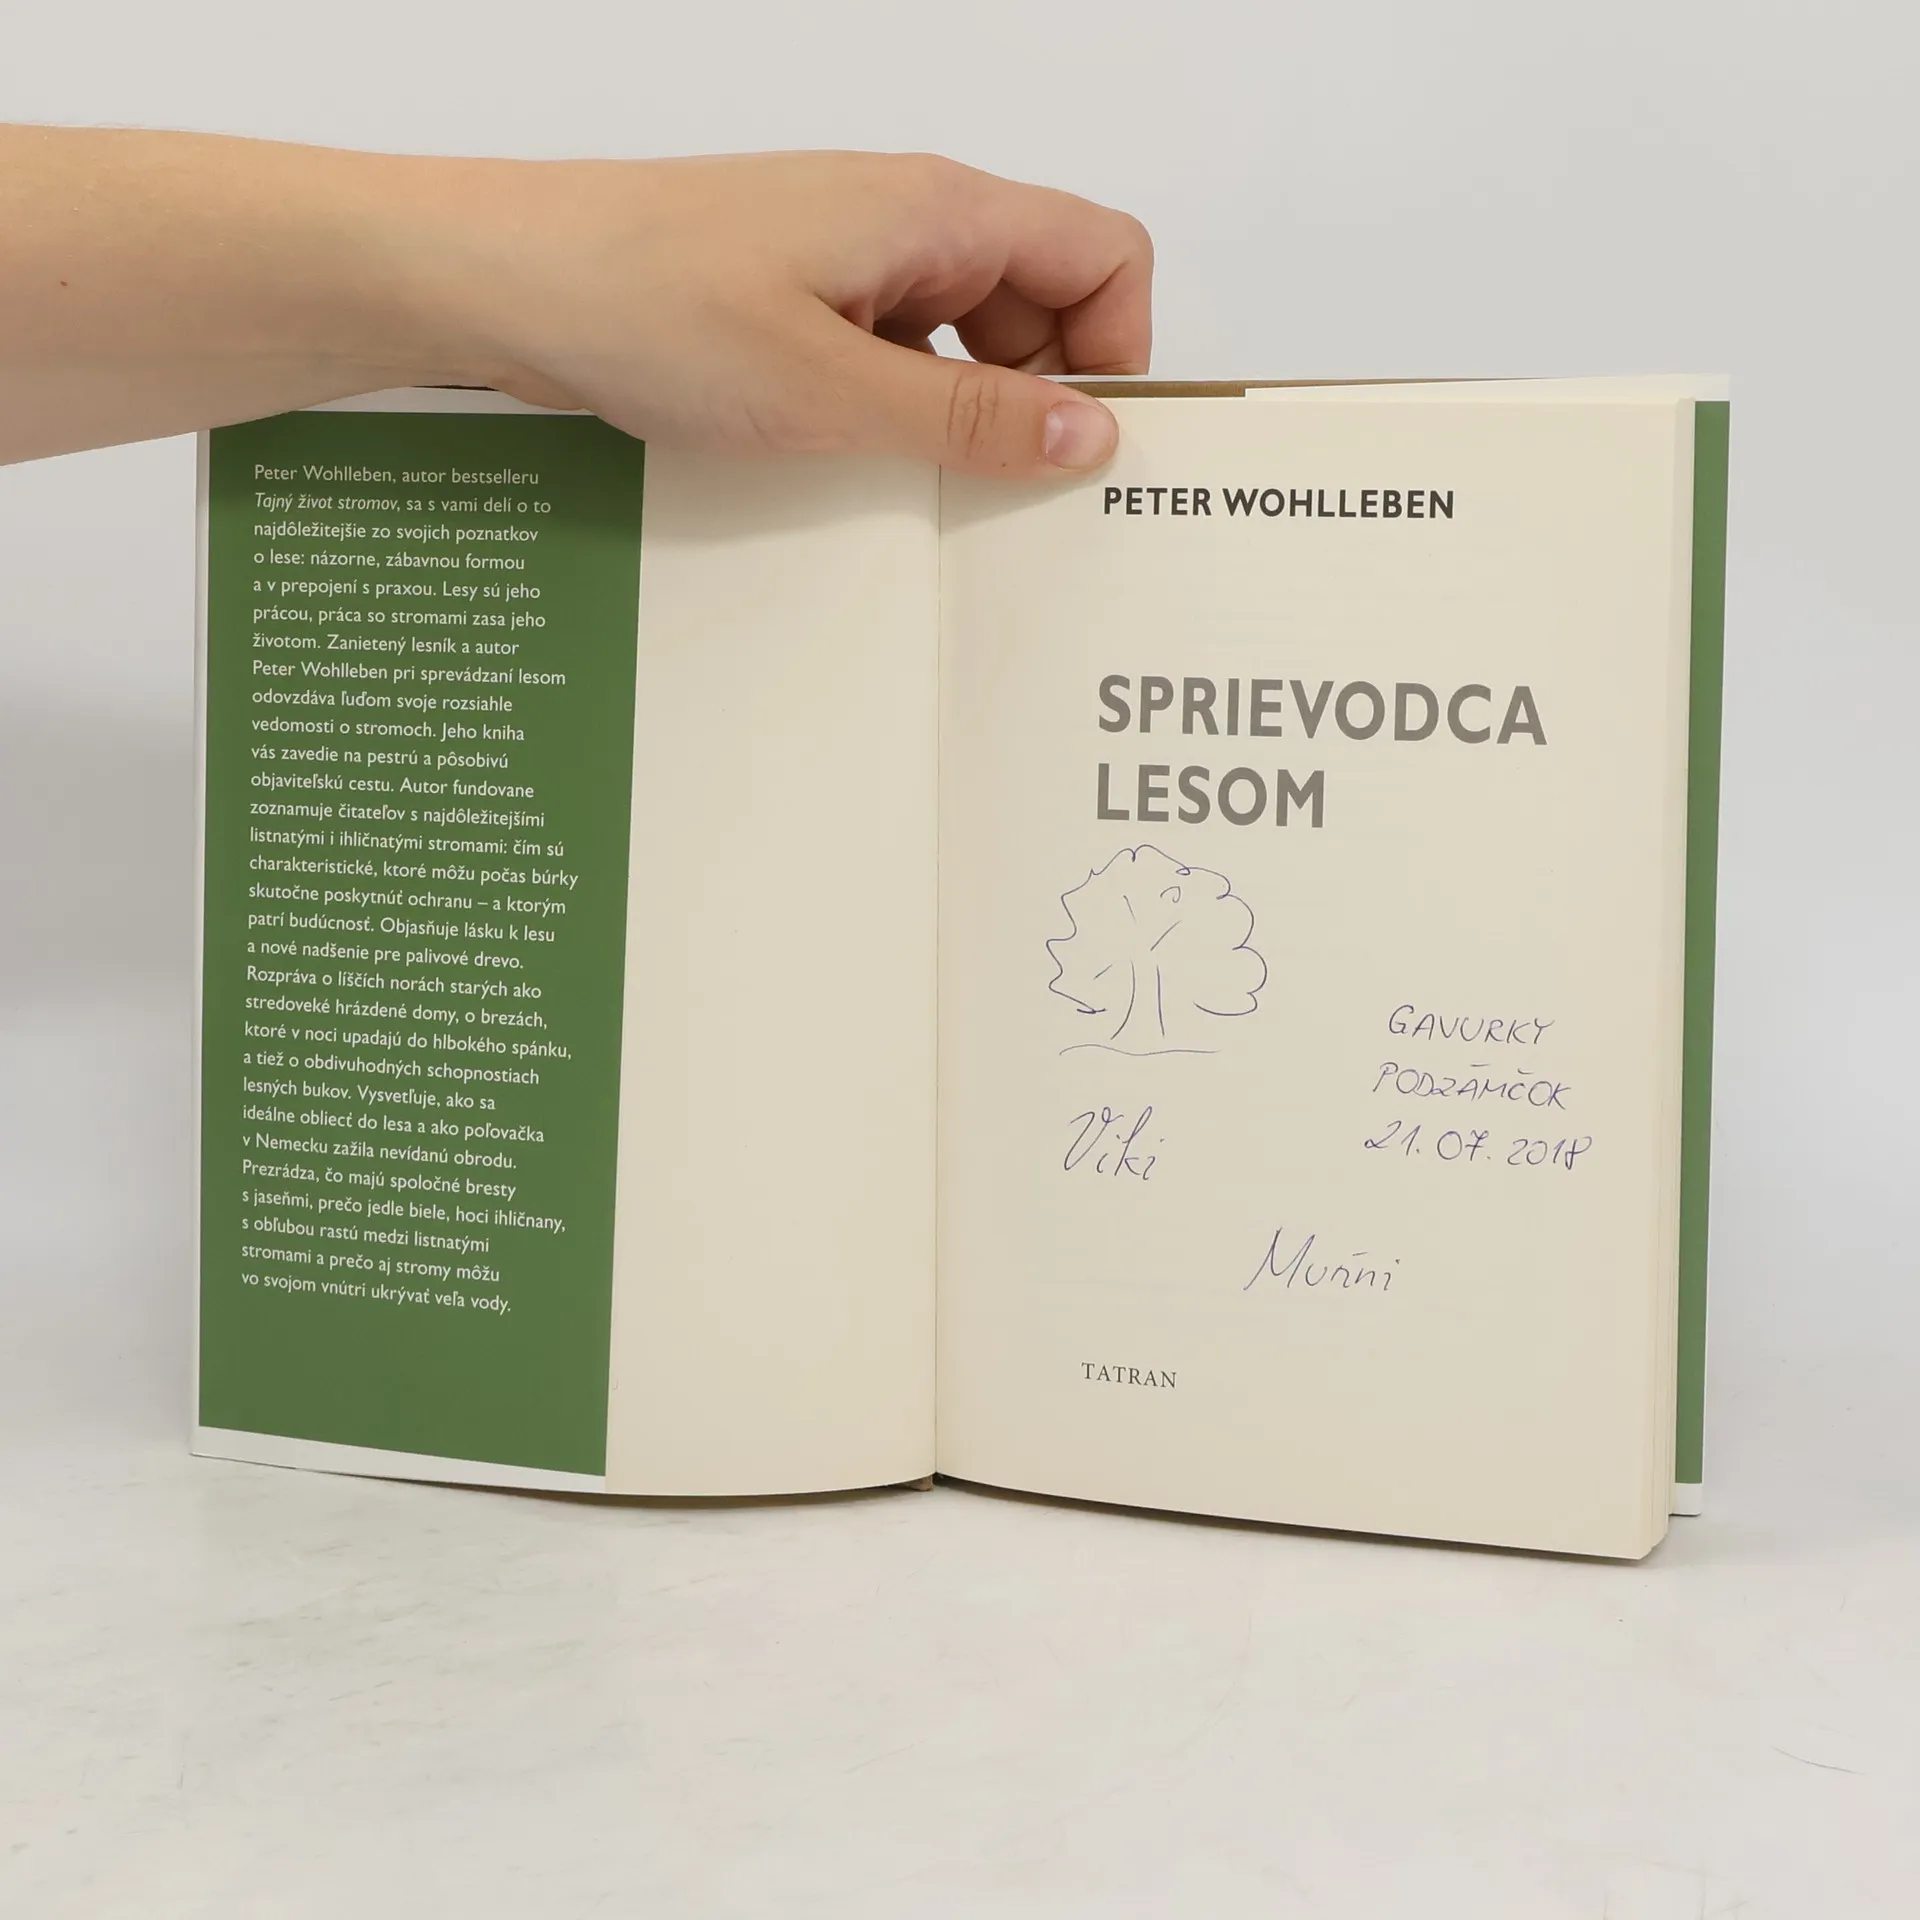 Peter Wohlleben, autor bestselleru
Tajný život stromov, sa s vami delí o to
najdôležitejšie zo svojich poznatkov
o lese: názorne, zábavnou formou
a v prepojení s praxou. Lesy sú jeho
prácou, práca so stromami zasa jeho
životom. Zanietený lesník a autor
Peter Wohlleben pri sprevádzaní lesom
odovzdáva ľuďom svoje rozsiahle
vedomosti o stromoch. Jeho kniha
vás zavedie na pestrú a pôsobivú
objaviteľskú cestu. Autor fundovane
zoznamuje čitateľov s najdôležitejšími
listnatými i ihličnatými stromami: čím sú
charakteristické, ktoré môžu počas búrky
skutočne poskytnúť ochranu – a ktorým
patrí budúcnosť. Objasňuje lásku k lesu
a nové nadšenie pre palivové drevo.
Rozpráva o líščích norách starých ako
stredoveké hrázdené domy, o brezách,
ktoré v noci upadajú do hlbokého spánku,
a tiež o obdivuhodných schopnostiach
lesných bukov. Vysvetľuje, ako sa
ideálne obliecť do lesa a ako poľovačka
v Nemecku zažila nevídanú obrodu.
Prezrádza, čo majú spoločné bresty
s jaseňmi, prečo jedle biele, hoci ihličnany,
s obľubou rastú medzi listnatými
stromami a prečo aj stromy môžu
vo svojom vnútri ukrývať veľa vody.
PETER WOHLLEBEN
SPRIEVODCA
LESOM
GAVURKY
PODZÁMČOK
21. 07. 2018
Viki
TATRAN